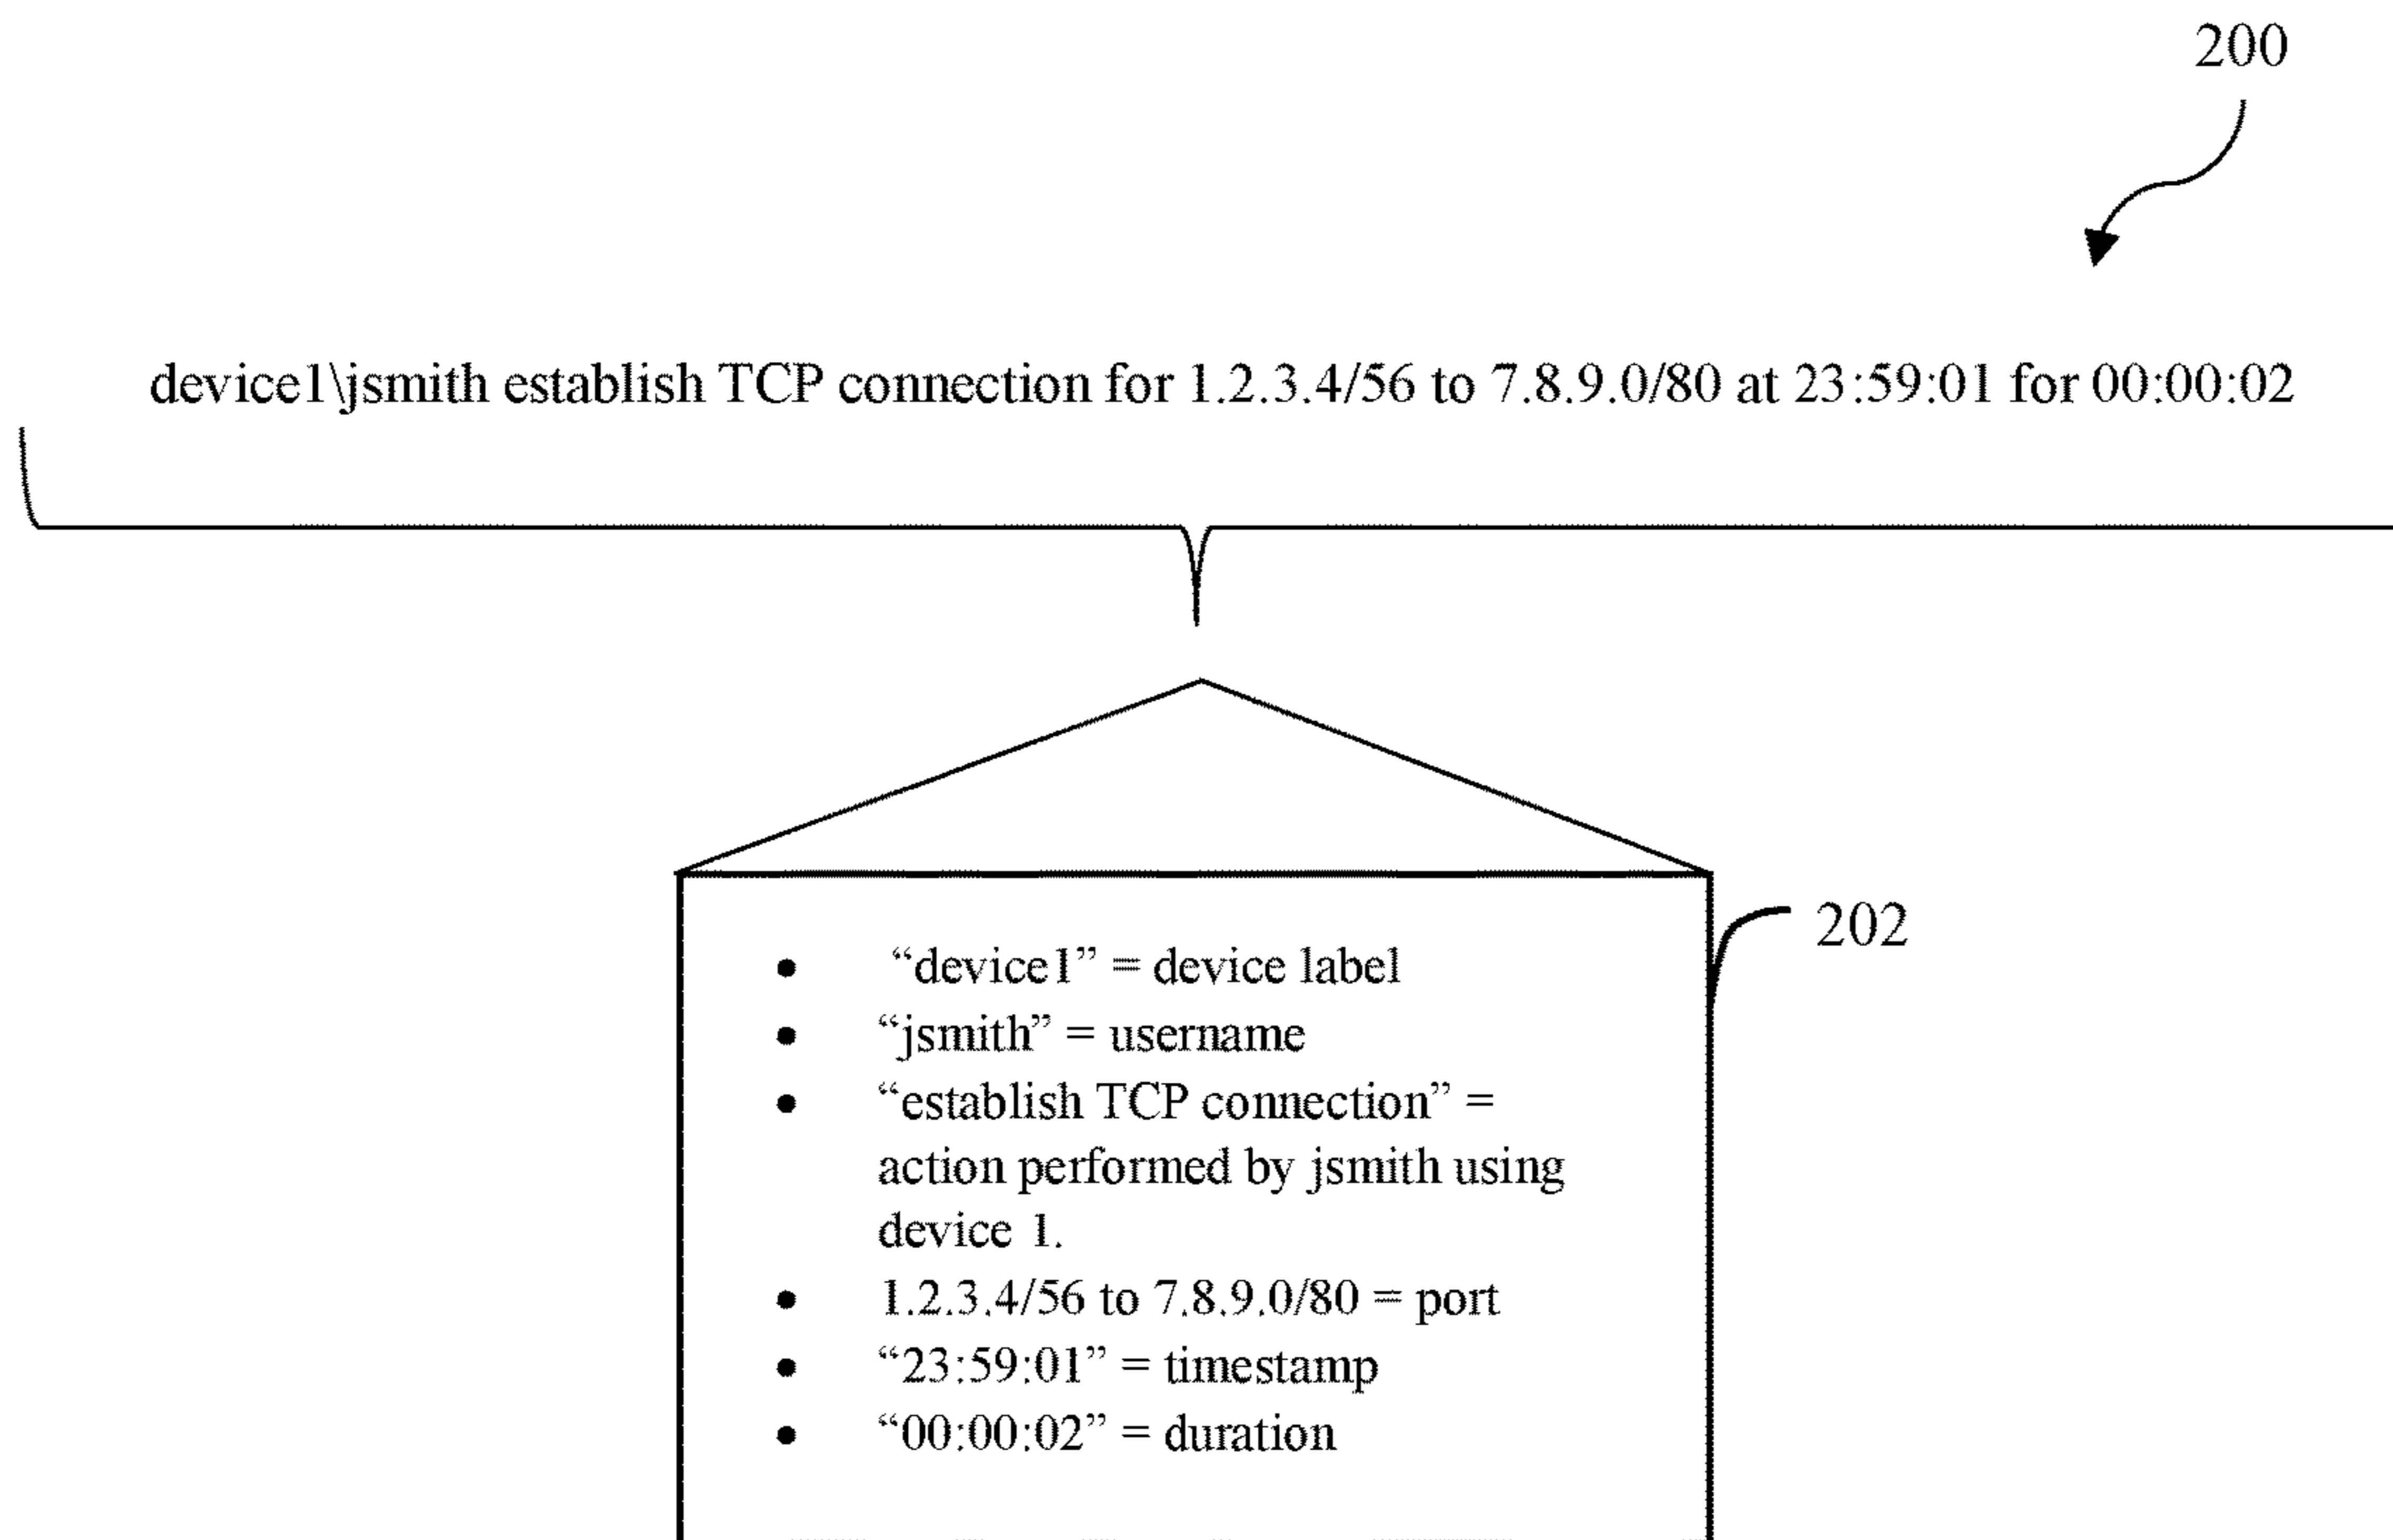 200
device1\jsmith establish TCP connection for 1.2.3.4/56 to 7.8.9.0/80 at 23:59:01 for 00:00:02
202
• “device1” = device label
• “jsmith” = username
• “establish TCP connection” =
action performed by jsmith using
device 1.
• 1.2.3.4/56 to 7.8.9.0/80 = port
• “23:59:01” = timestamp
• “00:00:02” = duration